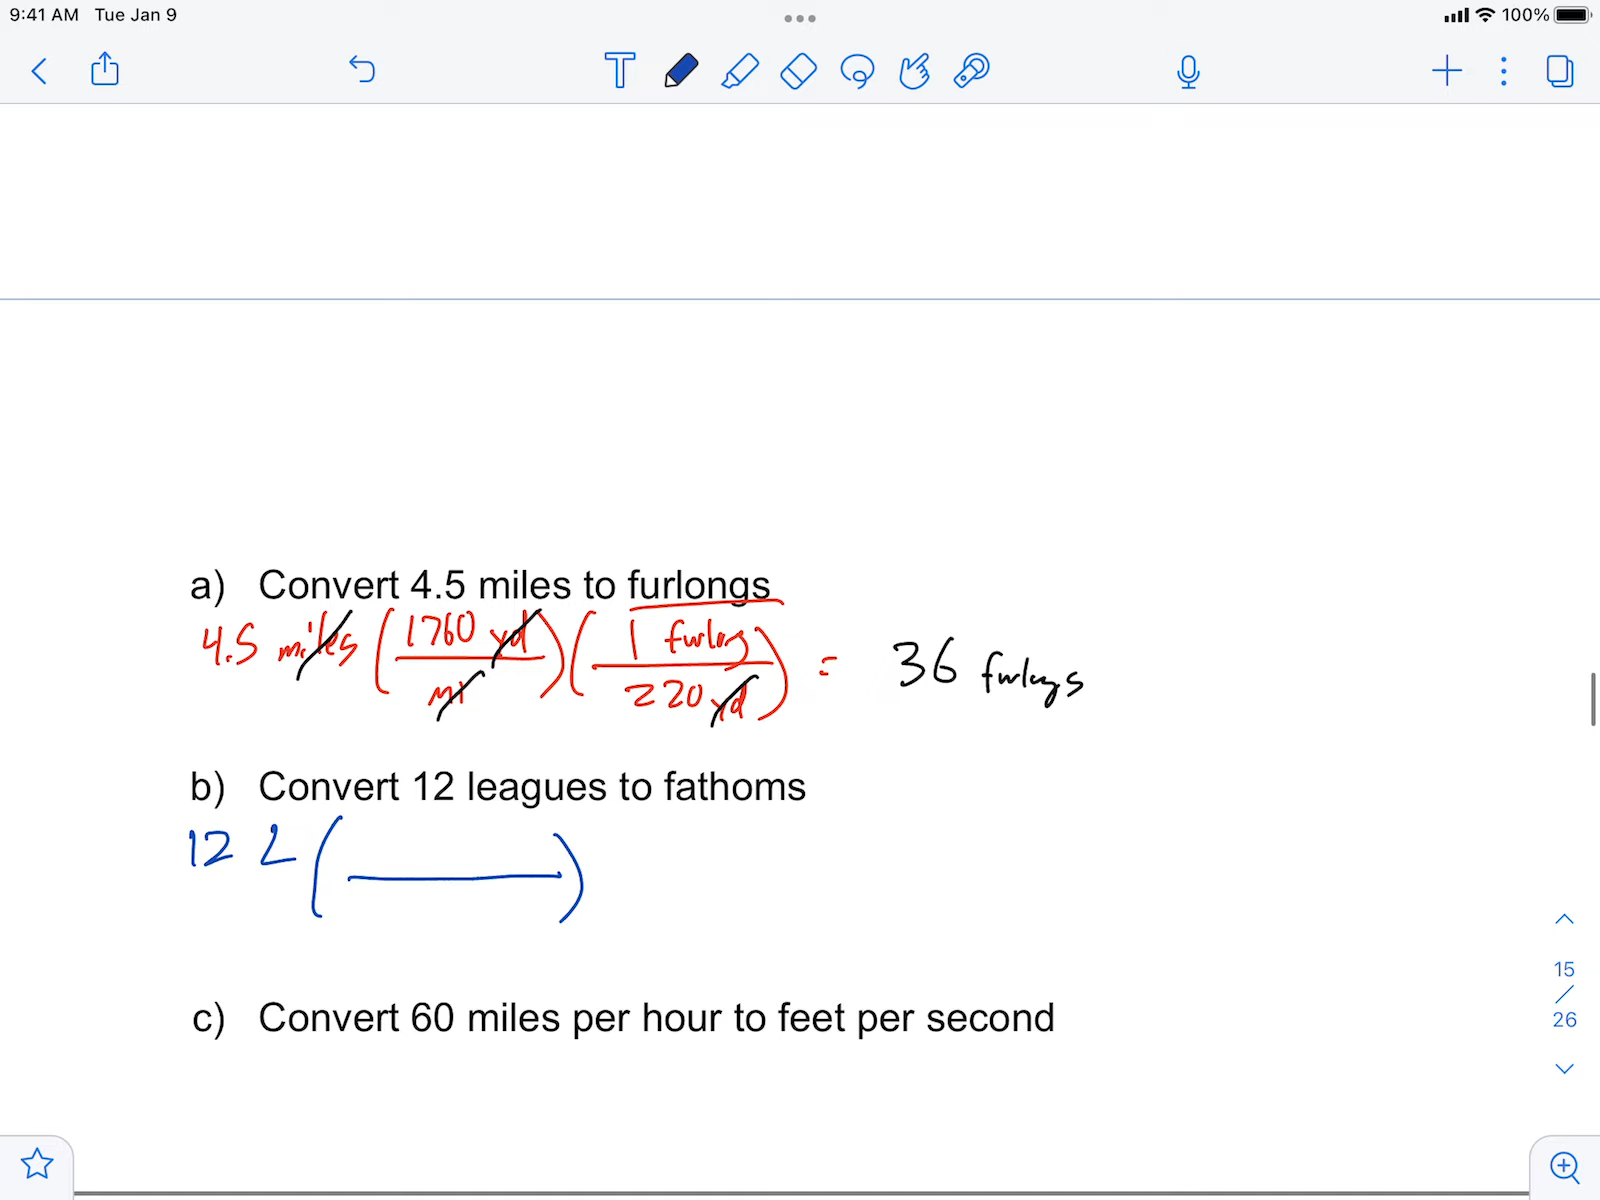 9:41 AM Tue Jan 9
100%
a) Convert 4.5 miles to furlongs
4.5 miles (1760 yd / mi) (1 furlong / 220 yd) = 36 furlongs
b) Convert 12 leagues to fathoms
12 L ( )
c) Convert 60 miles per hour to feet per second
15
/
26